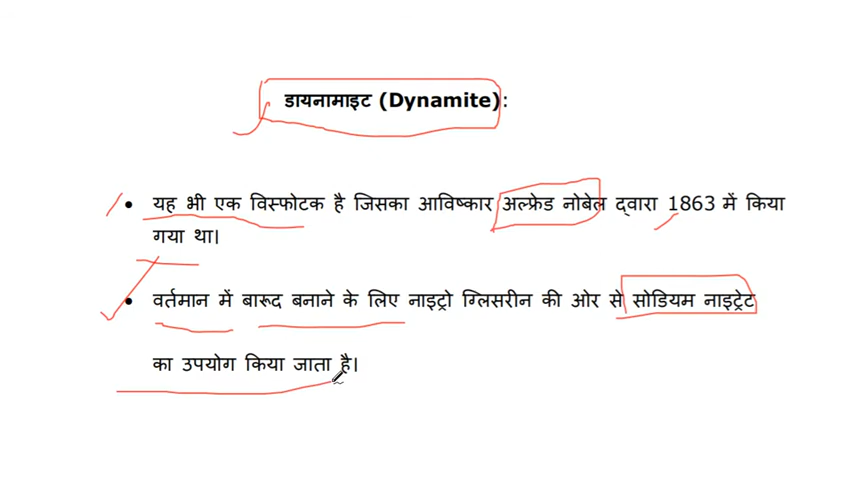 डायनामाइट (Dynamite):
• यह भी एक विस्फोटक है जिसका आविष्कार अल्फ्रेड नोबेल द्वारा 1863 में किया
गया था।
• वर्तमान में बारूद बनाने के लिए नाइट्रो ग्लिसरीन की ओर से सोडियम नाइट्रेट
का उपयोग किया जाता है।